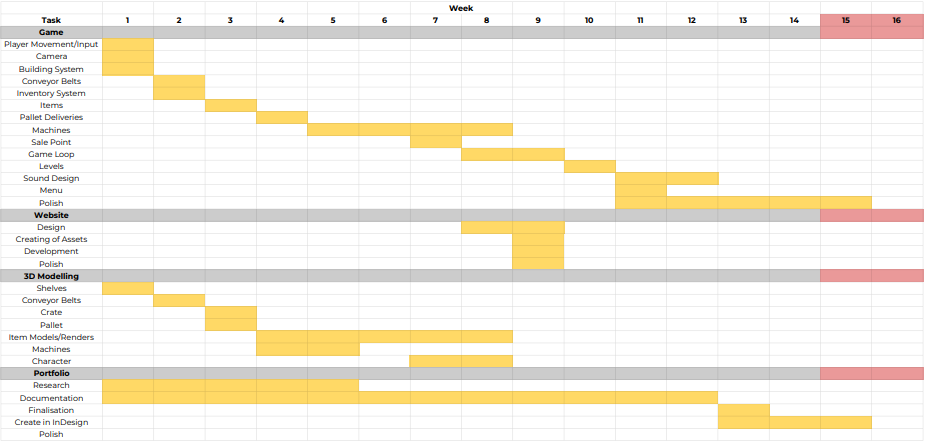 Week
Task 1 2 3 4 5 6 7 8 9 10 11 12 13 14 15 16
Game
Player Movement/Input
Camera
Building System
Conveyor Belts
Inventory System
Items
Pallet Deliveries
Machines
Sale Point
Game Loop
Levels
Sound Design
Menu
Polish
Website
Design
Creating of Assets
Development
Polish
3D Modelling
Shelves
Conveyor Belts
Crate
Pallet
Item Models/Renders
Machines
Character
Portfolio
Research
Documentation
Finalisation
Create in InDesign
Polish